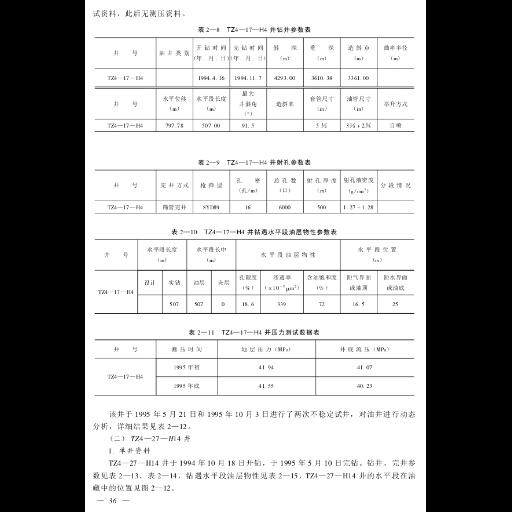 试资料，此后无测压资料。
表 2—8 TZ4—17—H4 井钻井参数表
井 号 油井类别 开钻时间 完钻时间 斜 深 垂 深 造斜点 曲率半径
(年．月．日) (年．月．日) (m) (m) (m) (m)
TZ4—17—H4 1994.4.16 1994.11.7 4293.00 3610.38 3361.00
井 号 水平位移 水平段长度 最大 造斜率 套管尺寸 油管尺寸 举升方式
(m) (m) 井斜角 (in) (in)
(°)
TZ4—17—H4 797.78 507.00 91.5 自喷
表 2—9 TZ4—17—H4 井射孔参数表
井 号 完井方式 枪弹型 孔 密 总孔数 射孔厚度 射孔液密度 分段情况
(孔/m) (口) (m) (g/cm³)
TZ4—17—H4 筛管完井 SYD89 16 6000 500 1.27~1.28
表 2—10 TZ4—17—H4 井钻遇水平段油层物性参数表
井 号 水平段长度 水平段长中 水平段油层物性 水平段位置
(m) (m) (m)
设计 实钻 油层 夹层 孔隙度 渗透率 含油饱和度 距气界面 距水界面
(%) (×10⁻³μm²) (%) 或油顶 或油底
TZ4—17—H4 507 507 0 18.6 339 72 16.5 25
表 2—11 TZ4—17—H4 井压力测试数据表
井 号 测压时间 地层压力 (MPa) 井底流压 (MPa)
TZ4—17—H4 1995 年初 41.94 41.07
1995 年底 41.55 40.23
该井于 1995 年 5 月 21 日和 1995 年 10 月 3 日进行了两次不稳定试井，对油井进行动态
分析，详细结果见表 2—12。
(二) TZ4—27—H14 井
1. 单井资料
TZ4—27—H14 井于 1994 年 10 月 18 日开钻，于 1995 年 5 月 10 日完钻。钻井、完井参
数见表 2—13、表 2—14，钻遇水平段油层物性见表 2—15。TZ4—27—H14 井的水平段在油
藏中的位置见图 2—12。
— 36 —